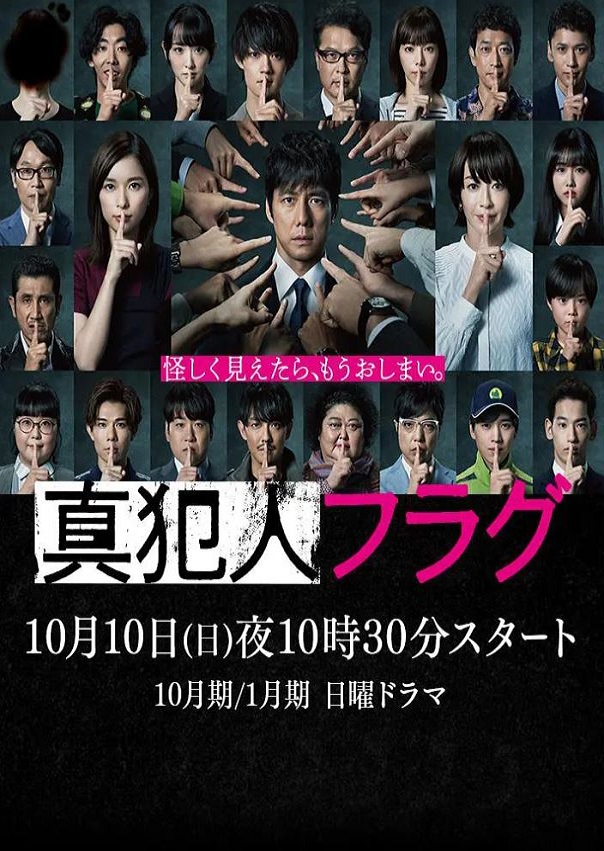 怪しく見えたら、もうおしまい。
真犯人フラグ
10月10日(日)夜10時30分スタート
10月期/1月期 日曜ドラマ